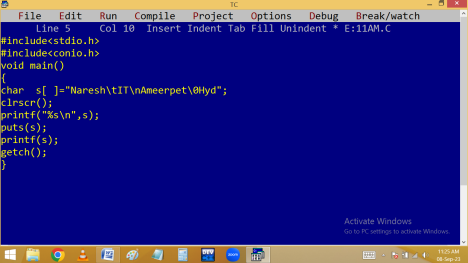 TC
File Edit Run Compile Project Options Debug Break/watch
Line 5 Col 10 Insert Indent Tab Fill Unindent * E:11AM.C
#include<stdio.h>
#include<conio.h>
void main()
{
char s[ ]="Naresh\tIT\nAmeerpet\0Hyd";
clrscr();
printf("%s\n",s);
puts(s);
printf(s);
getch();
}
Activate Windows
Go to PC settings to activate Windows.
11:25 AM
08-Sep-23